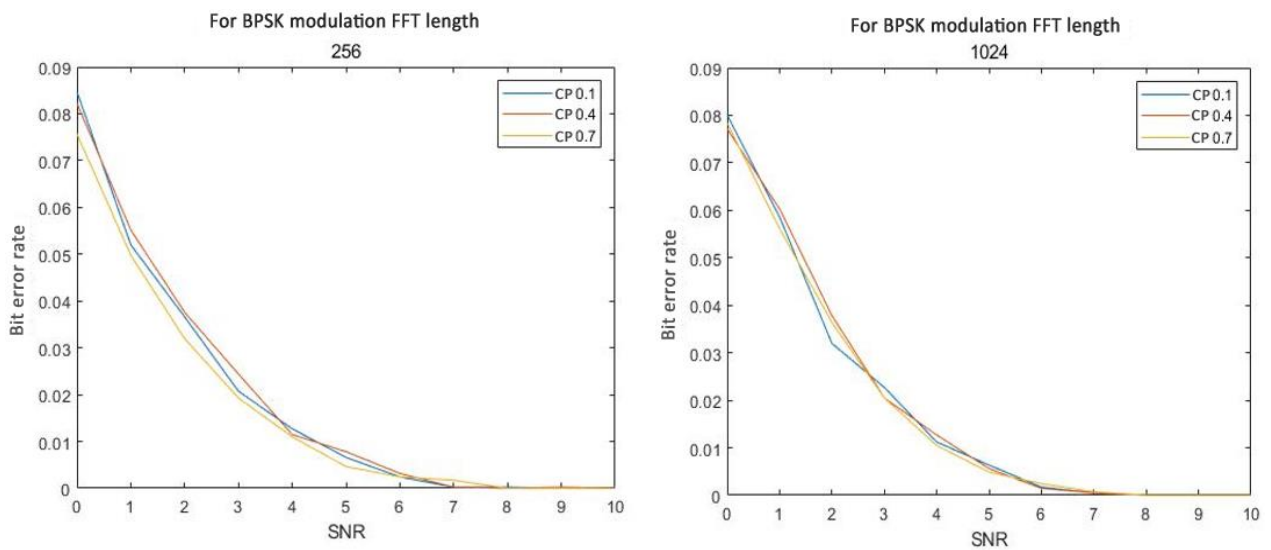 For BPSK modulation FFT length
256
0.09
0.08
0.07
0.06
0.05
0.04
0.03
0.02
0.01
0
Bit error rate
CP 0.1
CP 0.4
CP 0.7
0 1 2 3 4 5 6 7 8 9 10
SNR
For BPSK modulation FFT length
1024
0.09
0.08
0.07
0.06
0.05
0.04
0.03
0.02
0.01
0
Bit error rate
CP 0.1
CP 0.4
CP 0.7
0 1 2 3 4 5 6 7 8 9 10
SNR